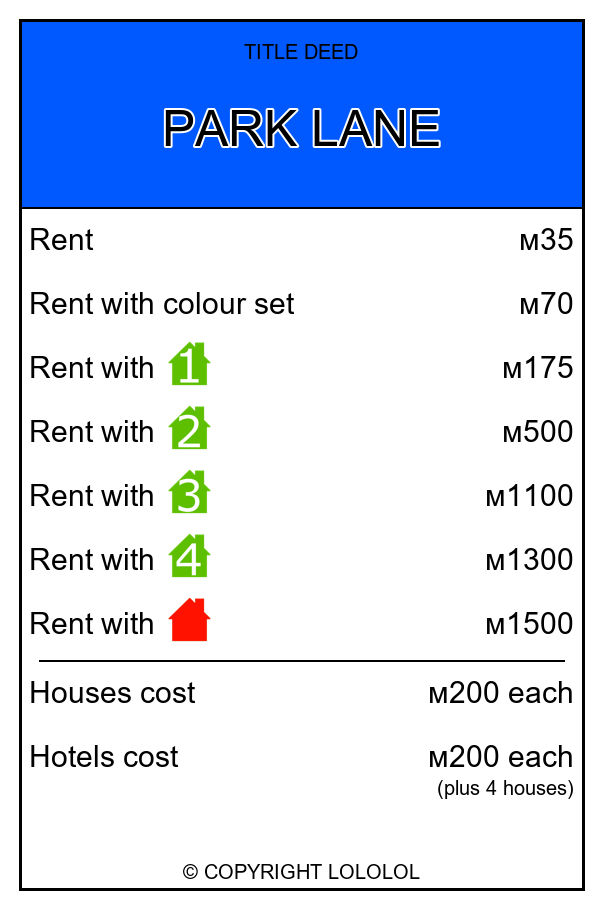 TITLE DEED
PARK LANE
Rent м35
Rent with colour set м70
Rent with 1 м175
Rent with 2 м500
Rent with 3 м1100
Rent with 4 м1300
Rent with м1500
Houses cost м200 each
Hotels cost м200 each
(plus 4 houses)
© COPYRIGHT LOLOLOL